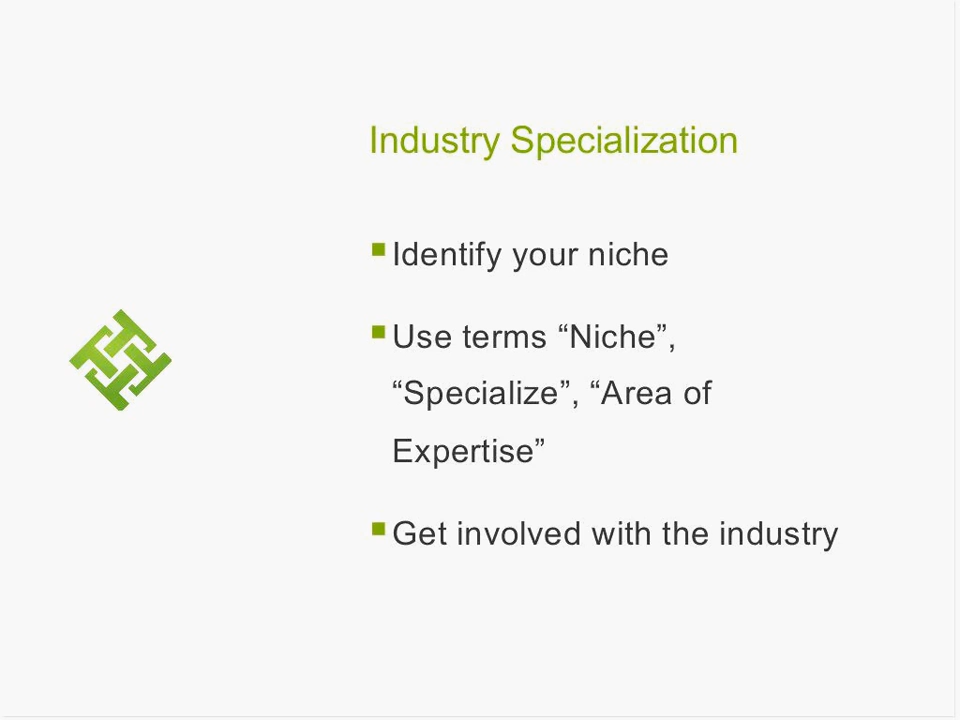 Industry Specialization
Identify your niche
Use terms “Niche”,
“Specialize”, “Area of
Expertise”
Get involved with the industry